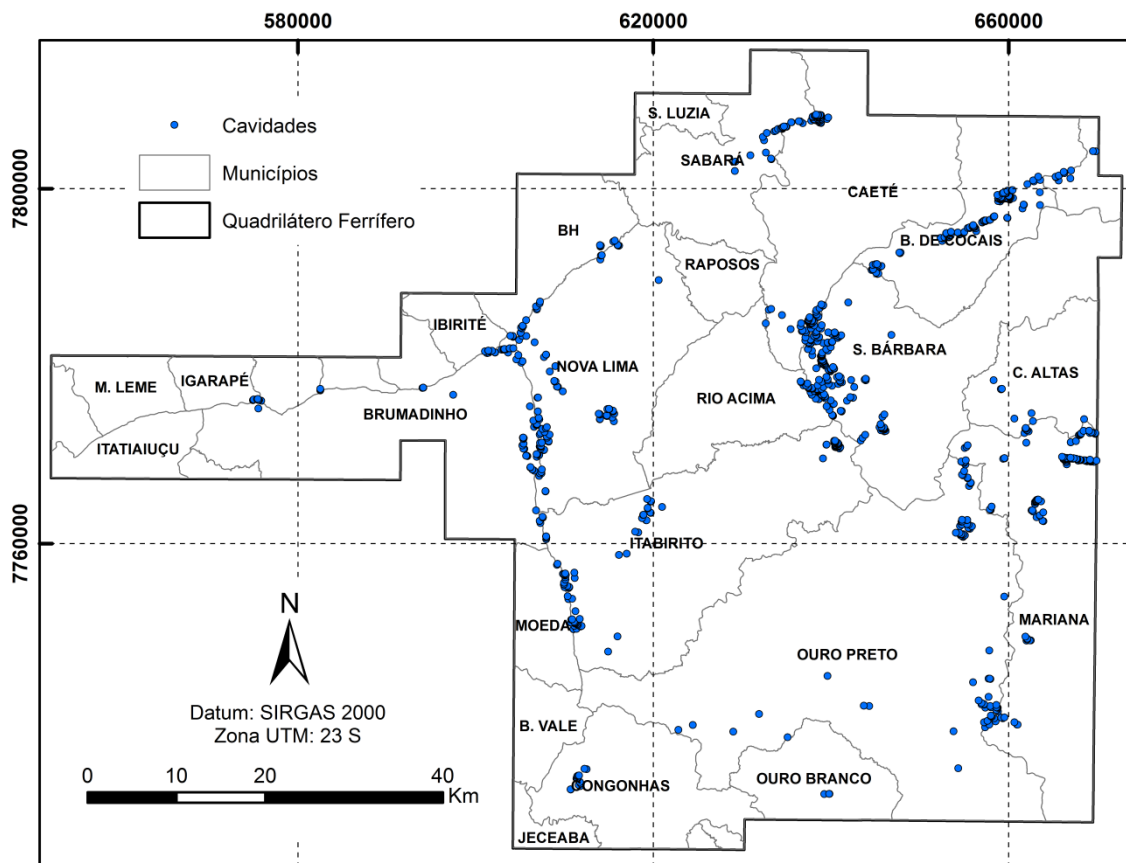 580000 620000 660000
7800000
7760000
Cavidades
Municípios
Quadrilátero Ferrífero
S. LUZIA
SABARÁ
CAETÉ
BH
B. DE COCAIS
RAPOSOS
IBIRITÉ
S. BÁRBARA
NOVA LIMA
C. ALTAS
M. LEME
IGARAPÉ
RIO ACIMA
BRUMADINHO
ITATIAIUÇU
ITABIRITO
MOEDA
MARIANA
OURO PRETO
B. VALE
OURO BRANCO
CONGONHAS
JECEABA
N
Datum: SIRGAS 2000
Zona UTM: 23 S
0 10 20 40
Km